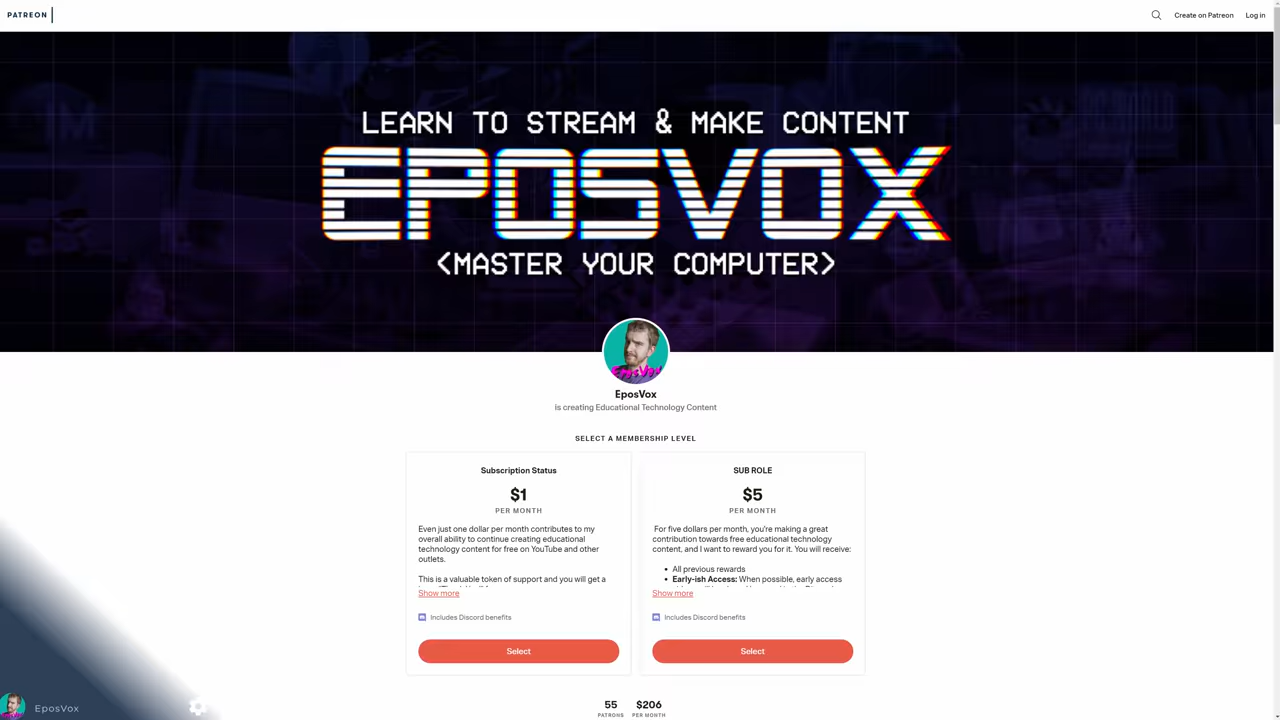 PATREON
Create on Patreon
Log in
LEARN TO STREAM & MAKE CONTENT
EPOSVOX
<MASTER YOUR COMPUTER>
EposVox
EposVox
is creating Educational Technology Content
SELECT A MEMBERSHIP LEVEL
Subscription Status
$1
PER MONTH
Even just one dollar per month contributes to my
overall ability to continue creating educational
technology content for free on YouTube and other
outlets.
This is a valuable token of support and you will get a
Show more
Includes Discord benefits
Select
SUB ROLE
$5
PER MONTH
For five dollars per month, you're making a great
contribution towards free educational technology
content, and I want to reward you for it. You will receive:
• All previous rewards
• Early-ish Access: When possible, early access
Show more
Includes Discord benefits
Select
55
PATRONS
$206
PER MONTH
EposVox